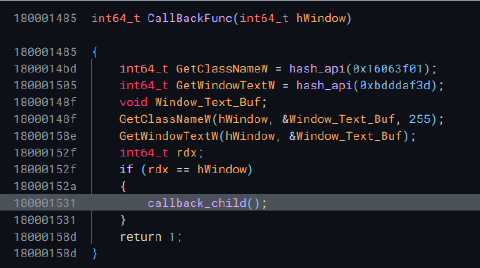 180001485 int64_t CallBackFunc(int64_t hWindow)
180001485 {
1800014bd int64_t GetClassNameW = hash_api(0x16063f01);
180001505 int64_t GetWindowTextW = hash_api(0xbdddaf3d);
18000148f void Window_Text_Buf;
18000148f GetClassNameW(hWindow, &Window_Text_Buf, 255);
18000158e GetWindowTextW(hWindow, &Window_Text_Buf);
18000152f int64_t rdx;
18000152f if (rdx == hWindow)
18000152a {
180001531 callback_child();
180001531 }
18000158d return 1;
18000158d }